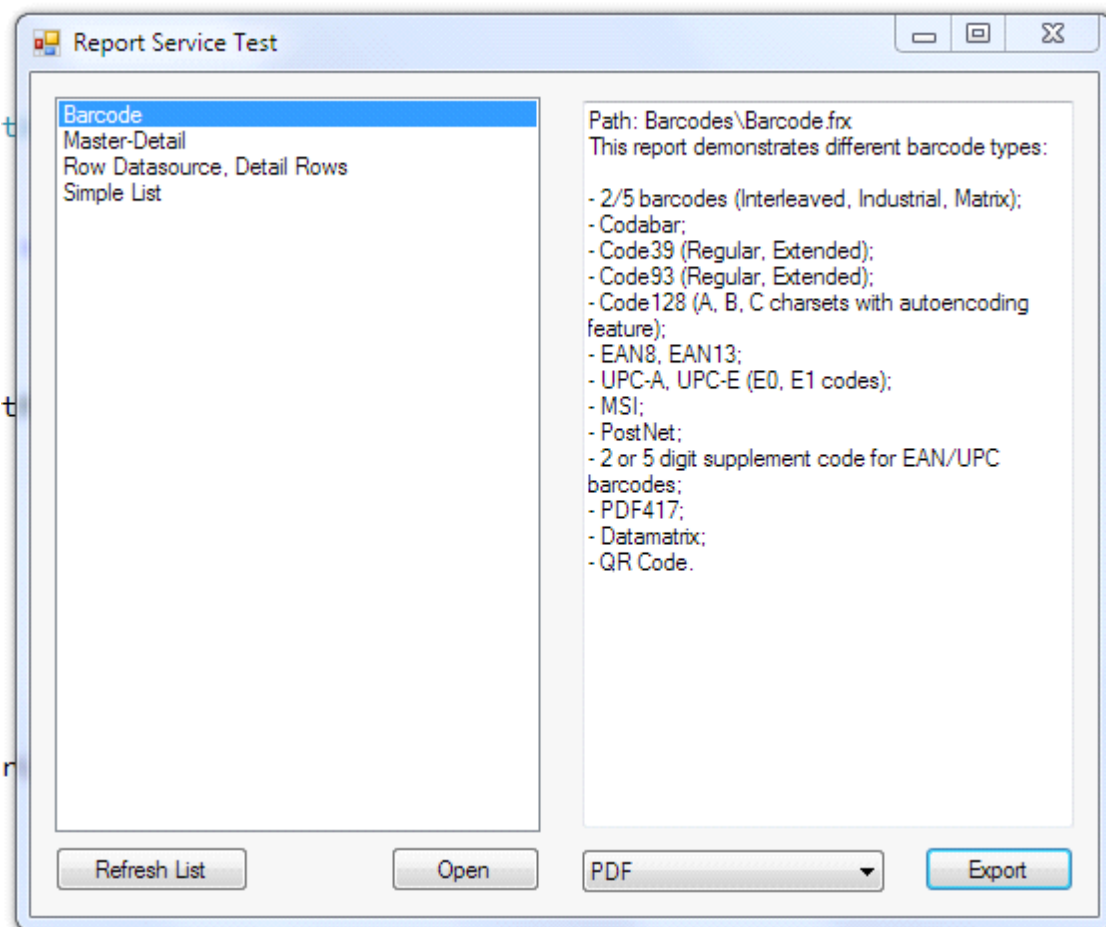 Report Service Test
Barcode
Master-Detail
Row Datasource, Detail Rows
Simple List
Path: Barcodes\Barcode.frx
This report demonstrates different barcode types:
- 2/5 barcodes (Interleaved, Industrial, Matrix);
- Codabar;
- Code39 (Regular, Extended);
- Code93 (Regular, Extended);
- Code128 (A, B, C charsets with autoencoding
feature);
- EAN8, EAN13;
- UPC-A, UPC-E (E0, E1 codes);
- MSI;
- PostNet;
- 2 or 5 digit supplement code for EAN/UPC
barcodes;
- PDF417;
- Datamatrix;
- QR Code.
Refresh List
Open
PDF
Export
t
t
r